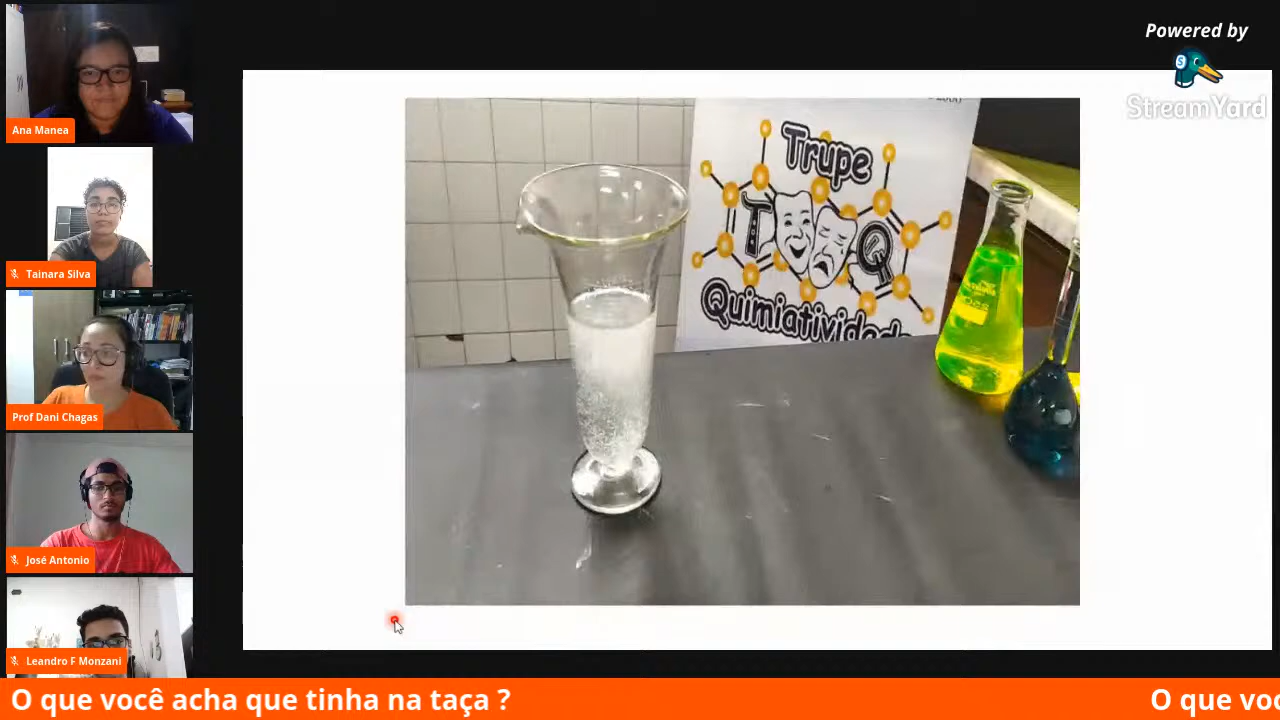 Powered by
StreamYard
Ana Manea
Tainara Silva
Prof Dani Chagas
José Antonio
Leandro F Monzani
Trupe
T Q
Quimiatividade
O que você acha que tinha na taça ?
O que voc